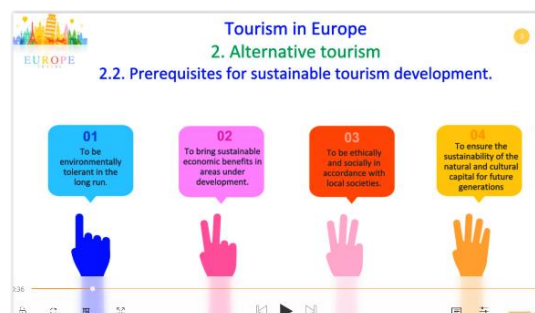 Tourism in Europe
2. Alternative tourism
2.2. Prerequisites for sustainable tourism development.
EUROPE
TRAVEL
01
To be
environmentally
tolerant in the
long run.
02
To bring sustainable
economic benefits in
areas under
development.
03
To be ethically
and socially in
accordance with
local societies.
04
To ensure the
sustainability of the
natural and cultural
capital for future
generations